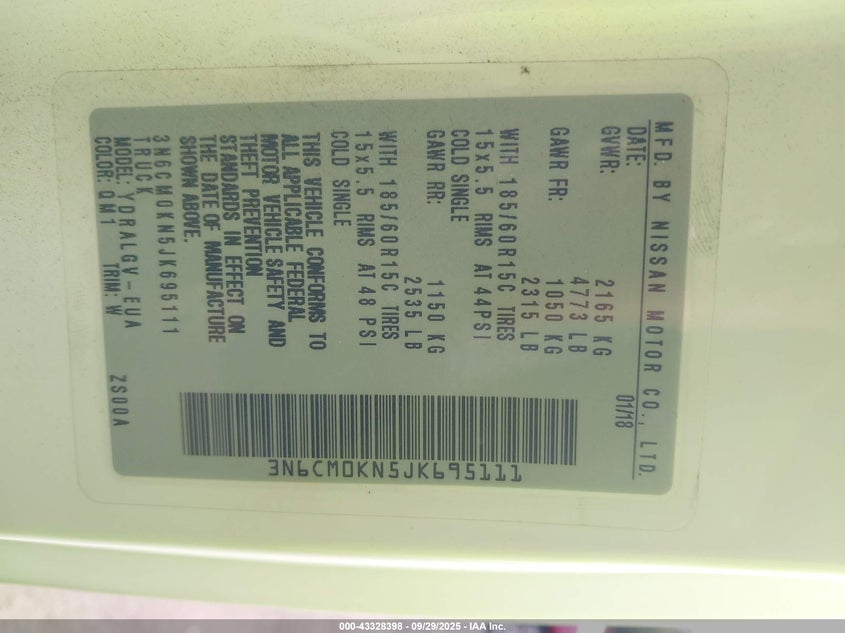 MFD. BY NISSAN MOTOR CO., LTD.
DATE: 01/18
GVWR: 2165 KG
4773 LB
GAWR FR: 1050 KG
2315 LB
WITH 185/60R15C TIRES
15x5.5 RIMS AT 44PSI
COLD SINGLE
GAWR RR: 1150 KG
2535 LB
WITH 185/60R15C TIRES
15x5.5 RIMS AT 48 PSI
COLD SINGLE
THIS VEHICLE CONFORMS TO
ALL APPLICABLE FEDERAL
MOTOR VEHICLE SAFETY AND
THEFT PREVENTION
STANDARDS IN EFFECT ON
THE DATE OF MANUFACTURE
SHOWN ABOVE.
3N6CM0KN5JK695111
TRUCK
MODEL: YDRALGV-EUA
COLOR: QM1 TRIM: W ZS00A
3N6CM0KN5JK695111
000-43328398 - 09/29/2025 - IAA Inc.